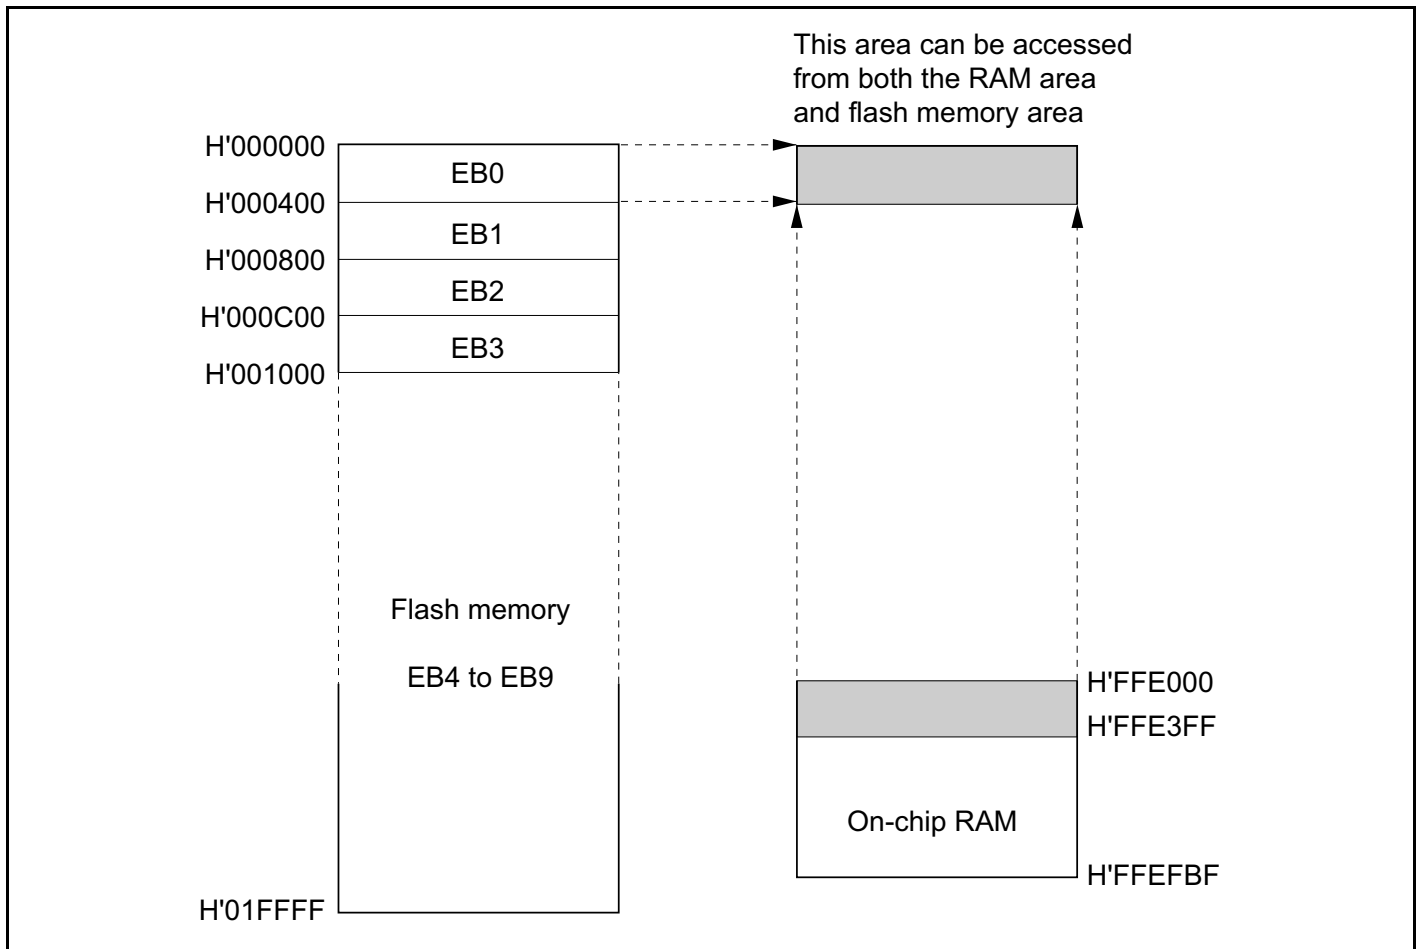 This area can be accessed
from both the RAM area
and flash memory area
H'000000
EB0
H'000400
EB1
H'000800
EB2
H'000C00
EB3
H'001000
Flash memory
EB4 to EB9
H'FFE000
H'FFE3FF
On-chip RAM
H'FFEFBF
H'01FFFF